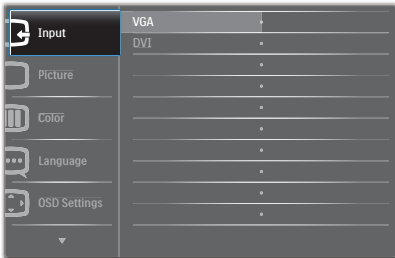 Input
VGA
DVI
Picture
Color
Language
OSD Settings